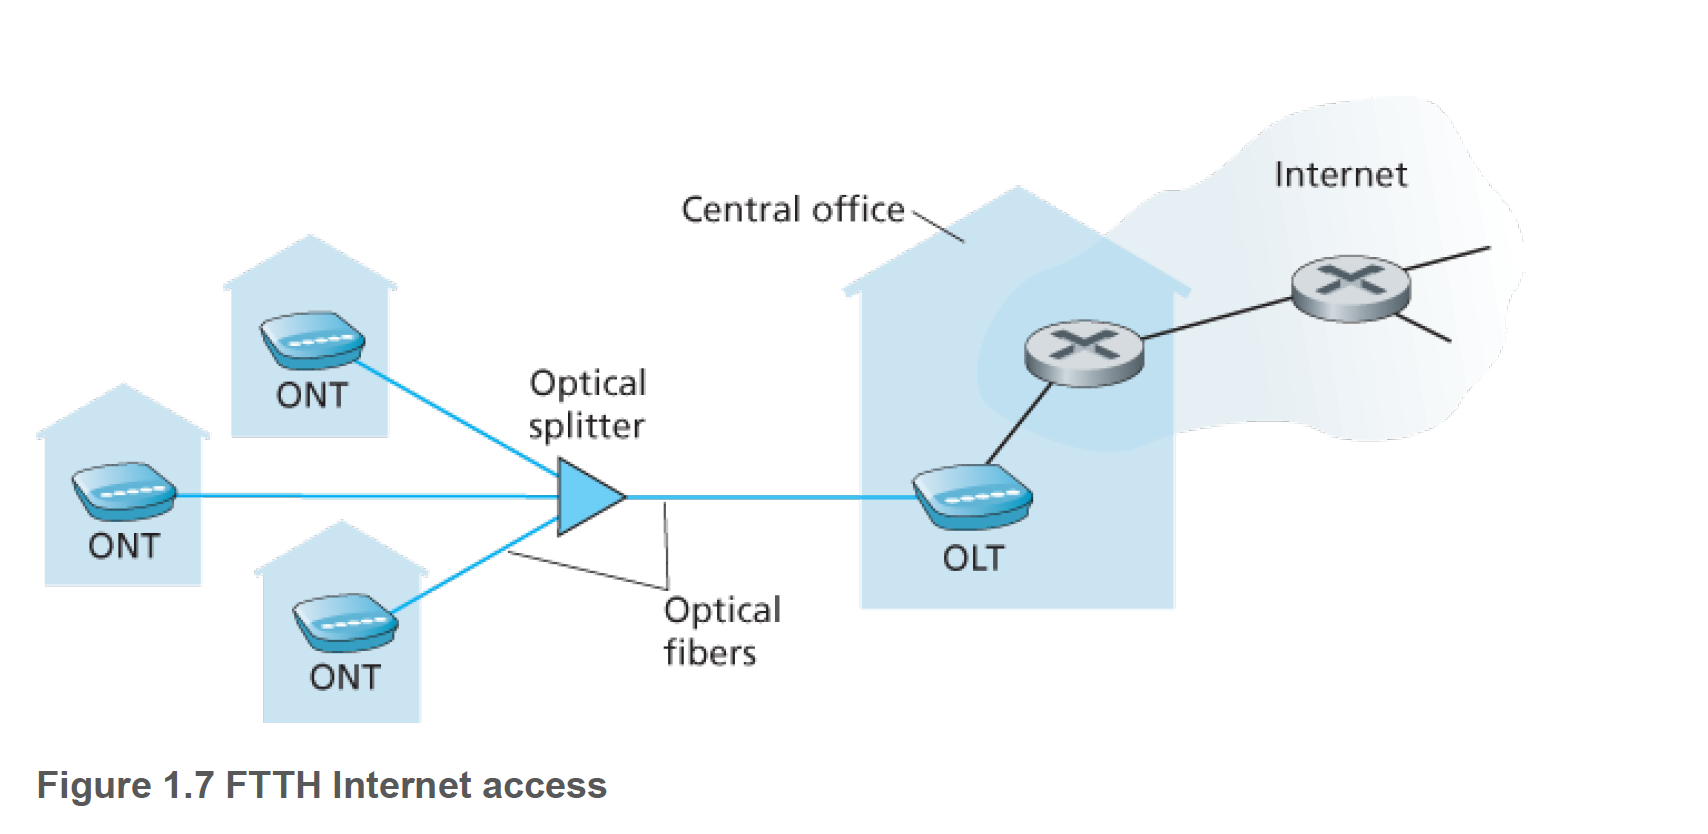 Internet
Central office
ONT
Optical
splitter
ONT
OLT
Optical
fibers
ONT
Figure 1.7 FTTH Internet access